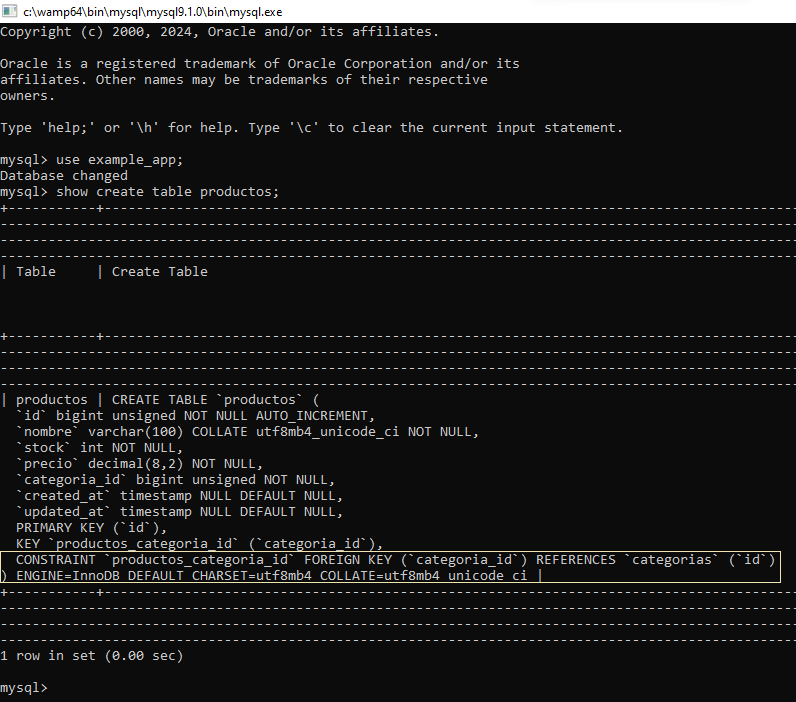 c:\wamp64\bin\mysql\mysql9.1.0\bin\mysql.exe
Copyright (c) 2000, 2024, Oracle and/or its affiliates.
Oracle is a registered trademark of Oracle Corporation and/or its
affiliates. Other names may be trademarks of their respective
owners.
Type 'help;' or '\h' for help. Type '\c' to clear the current input statement.
mysql> use example_app;
Database changed
mysql> show create table productos;
| Table | Create Table
| productos | CREATE TABLE `productos` (
`id` bigint unsigned NOT NULL AUTO_INCREMENT,
`nombre` varchar(100) COLLATE utf8mb4_unicode_ci NOT NULL,
`stock` int NOT NULL,
`precio` decimal(8,2) NOT NULL,
`categoria_id` bigint unsigned NOT NULL,
`created_at` timestamp NULL DEFAULT NULL,
`updated_at` timestamp NULL DEFAULT NULL,
PRIMARY KEY (`id`),
KEY `productos_categoria_id` (`categoria_id`),
CONSTRAINT `productos_categoria_id` FOREIGN KEY (`categoria_id`) REFERENCES `categorias` (`id`)
) ENGINE=InnoDB DEFAULT CHARSET=utf8mb4 COLLATE=utf8mb4_unicode_ci |
1 row in set (0.00 sec)
mysql>